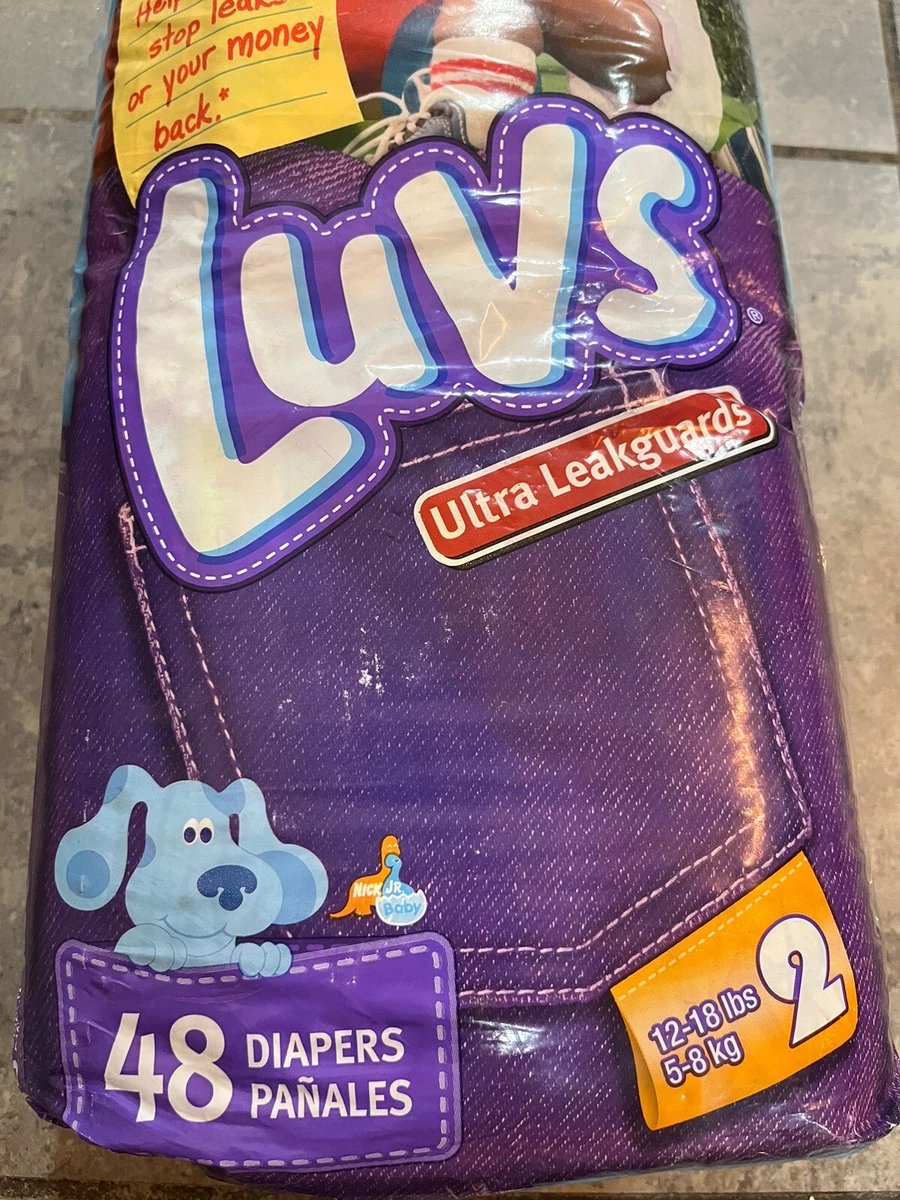 Help
stop leaks
or your money
back.*
Luvs®
Ultra Leakguards
NICK JR
Baby
48 DIAPERS
PAÑALES
12-18 lbs
5-8 kg
2